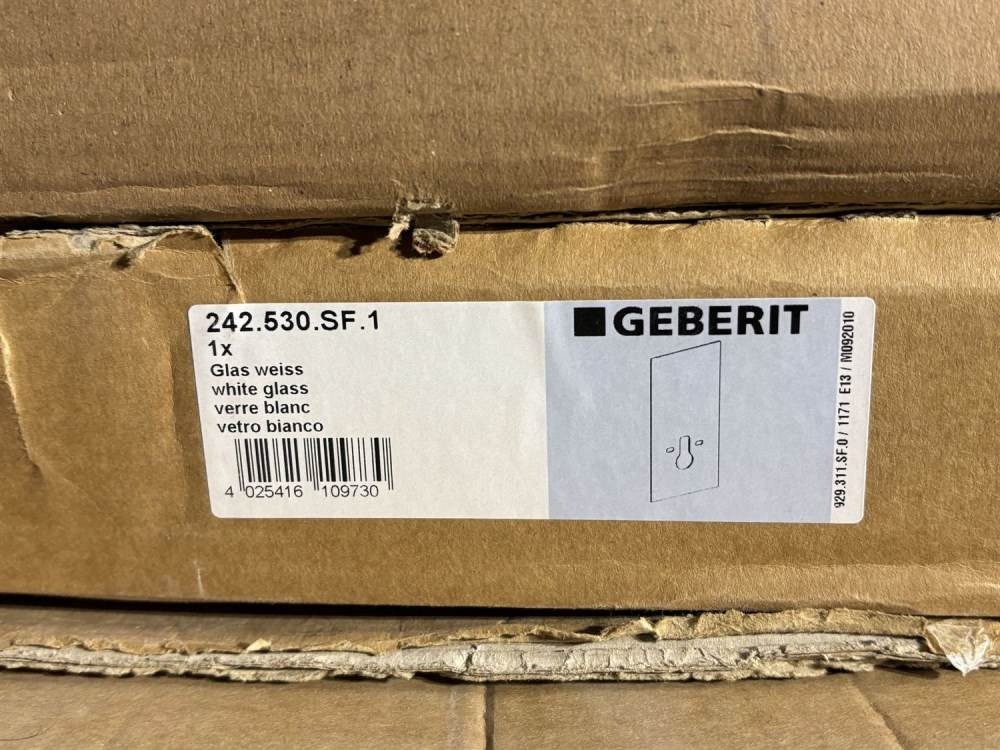 242.530.SF.1
1x
Glas weiss
white glass
verre blanc
vetro bianco
4 025416 109730
GEBERIT
929.311.SF.0 / 1171 E13 / M092010